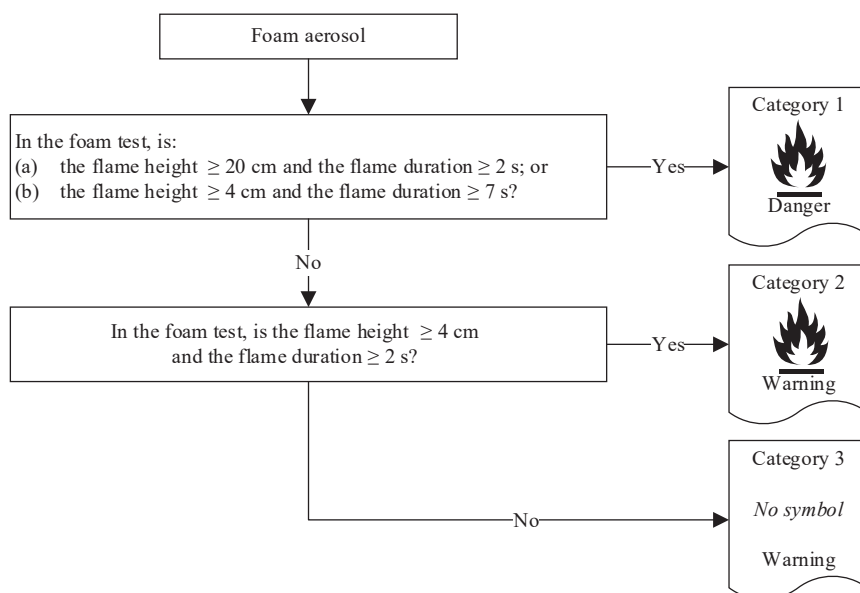 Foam aerosol
In the foam test, is:
(a) the flame height ≥ 20 cm and the flame duration ≥ 2 s; or
(b) the flame height ≥ 4 cm and the flame duration ≥ 7 s?
Yes
Category 1
Danger
No
In the foam test, is the flame height ≥ 4 cm
and the flame duration ≥ 2 s?
Yes
Category 2
Warning
No
Category 3
No symbol
Warning